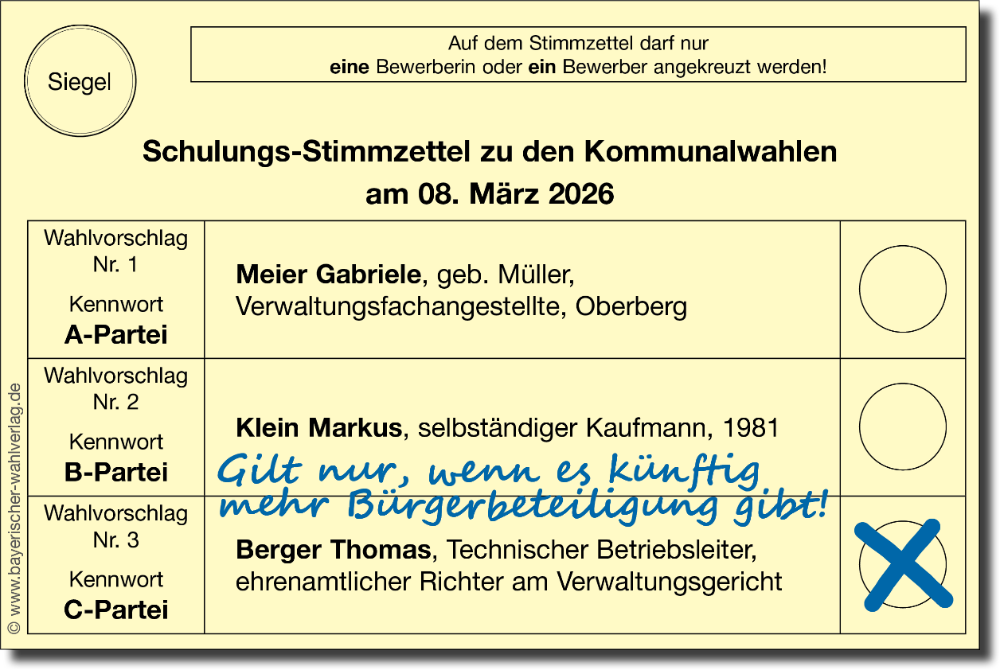 Siegel
Auf dem Stimmzettel darf nur
eine Bewerberin oder ein Bewerber angekreuzt werden!
Schulungs-Stimmzettel zu den Kommunalwahlen
am 08. März 2026
Wahlvorschlag
Nr. 1
Kennwort
A-Partei
Meier Gabriele, geb. Müller,
Verwaltungsfachangestellte, Oberberg
Wahlvorschlag
Nr. 2
Kennwort
B-Partei
Klein Markus, selbständiger Kaufmann, 1981
Gilt nur, wenn es künftig
mehr Bürgerbeteiligung gibt!
Wahlvorschlag
Nr. 3
Kennwort
C-Partei
Berger Thomas, Technischer Betriebsleiter,
ehrenamtlicher Richter am Verwaltungsgericht
© www.bayerischer-wahlverlag.de